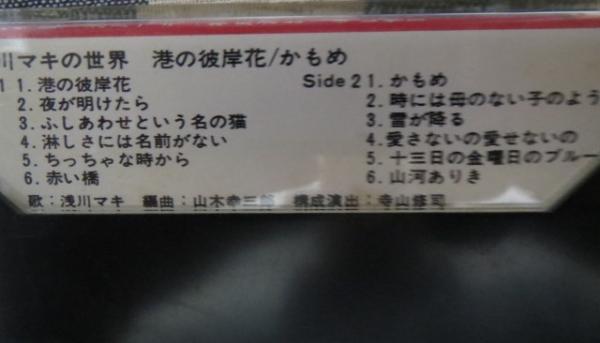 川マキの世界 港の彼岸花/かもめ
1 1. 港の彼岸花
2. 夜が明けたら
3. ふしあわせという名の猫
4. 淋しさには名前がない
5. ちっちゃな時から
6. 赤い橋
Side 2 1. かもめ
2. 時には母のない子のよう
3. 雪が降る
4. 愛さないの愛せないの
5. 十三日の金曜日のブルー
6. 山河ありき
歌:浅川マキ 編曲:山木幸三郎 構成演出:寺山修司